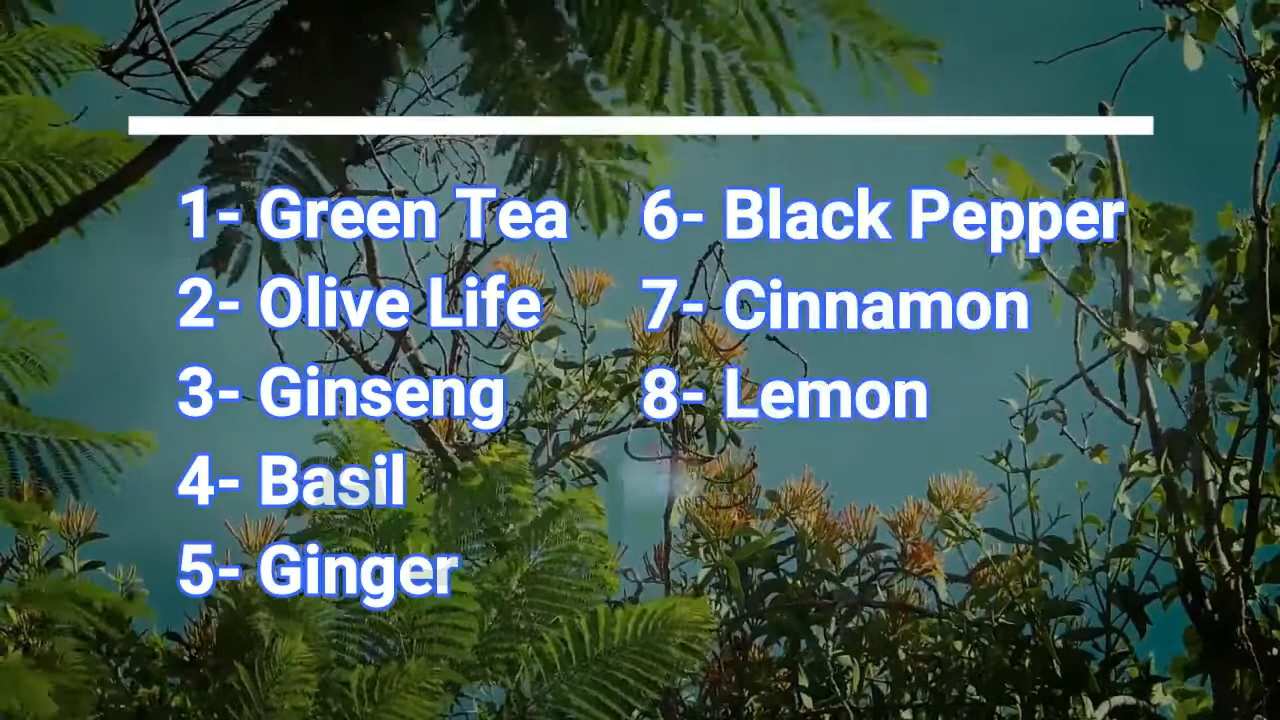 1- Green Tea
2- Olive Life
3- Ginseng
4- Basil
5- Ginger
6- Black Pepper
7- Cinnamon
8- Lemon